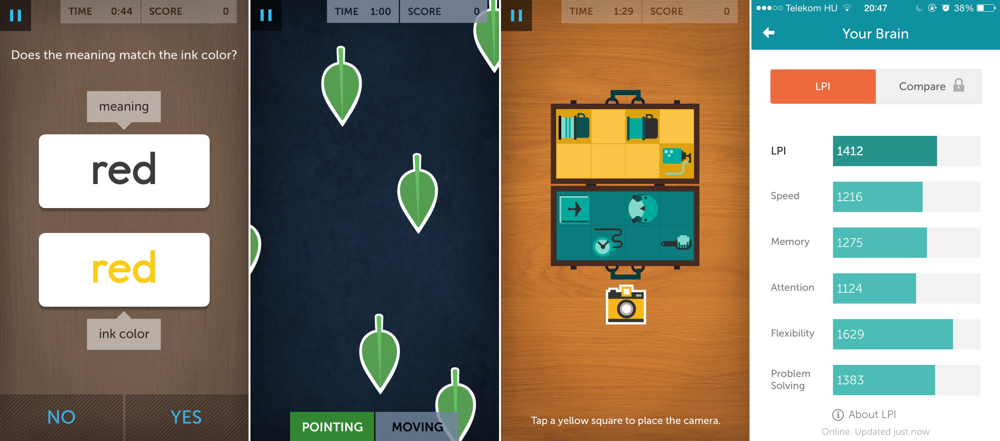 TIME 0:44 SCORE 0
Does the meaning match the ink color?
meaning
red
red
ink color
NO YES
TIME 1:00 SCORE 0
POINTING MOVING
TIME 1:29 SCORE 0
Tap a yellow square to place the camera.
Telekom HU 20:47 38%
Your Brain
LPI Compare
LPI 1412
Speed 1216
Memory 1275
Attention 1124
Flexibility 1629
Problem
Solving 1383
About LPI
Online. Updated just now